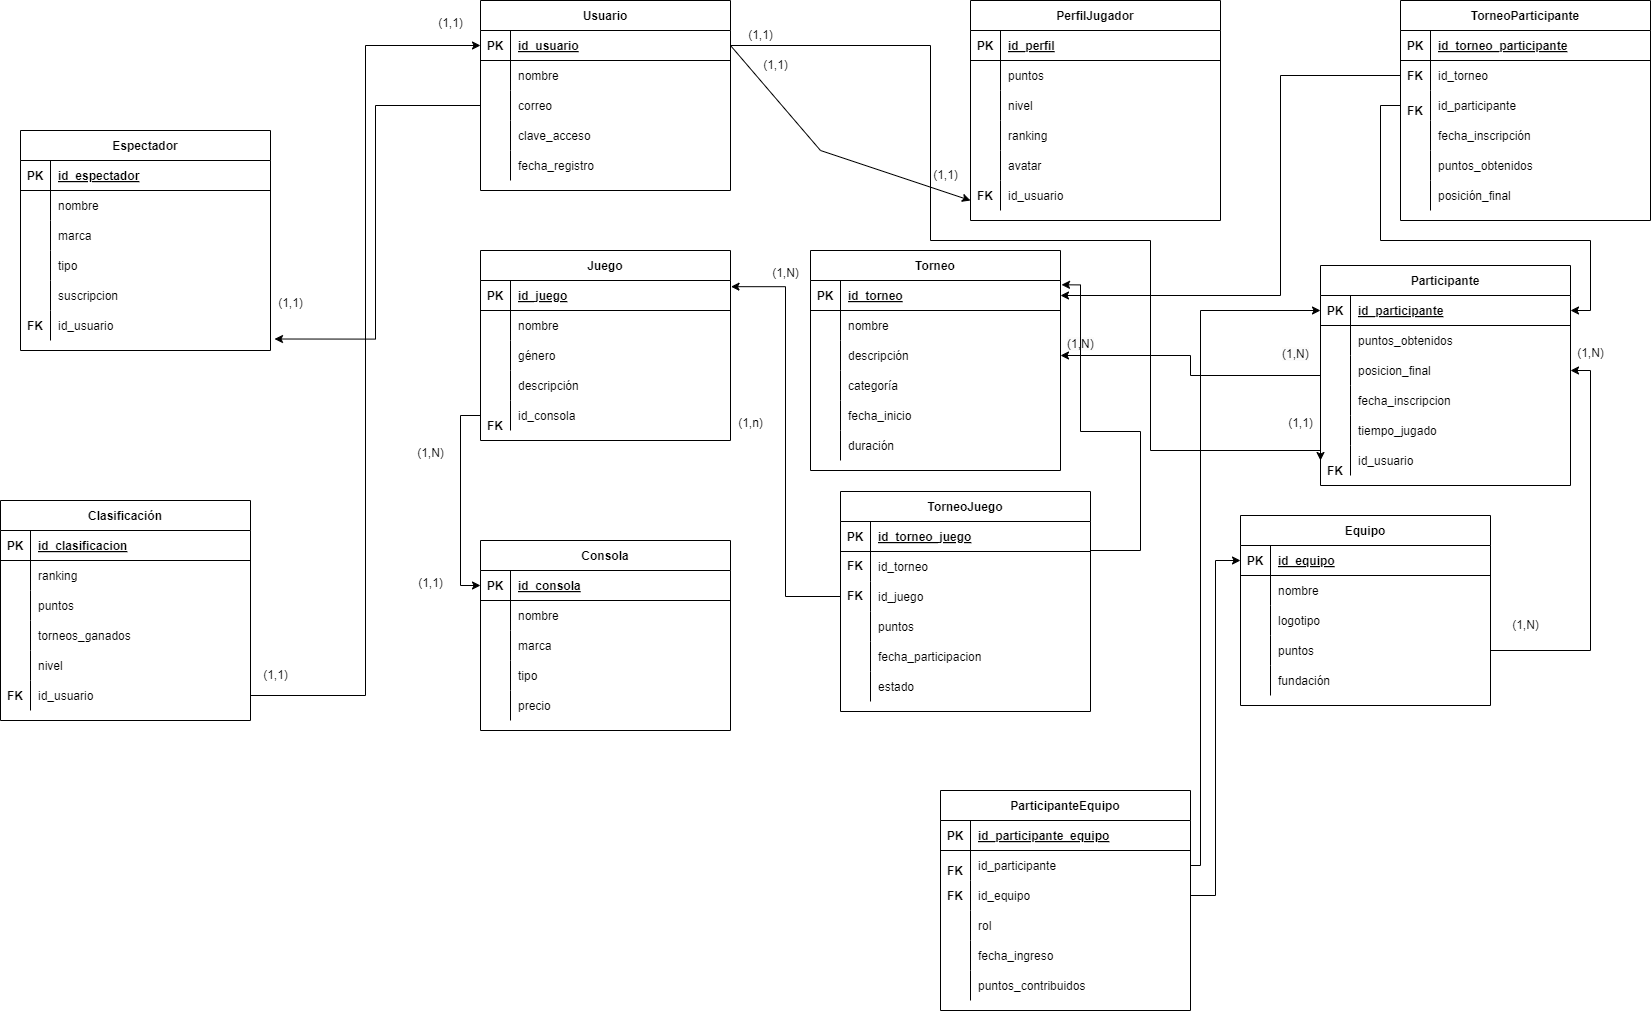 Usuario
PK id_usuario
nombre
correo
clave_acceso
fecha_registro
(1,1)
(1,1)
(1,1)
(1,1)
PerfilJugador
PK id_perfil
puntos
nivel
ranking
avatar
FK id_usuario
TorneoParticipante
PK id_torneo_participante
FK id_torneo
FK id_participante
fecha_inscripción
puntos_obtenidos
posición_final
Espectador
PK id_espectador
nombre
marca
tipo
suscripcion
FK id_usuario
(1,1)
Juego
PK id_juego
nombre
género
descripción
FK id_consola
(1,N)
(1,n)
(1,N)
(1,1)
Torneo
PK id_torneo
nombre
descripción
categoría
fecha_inicio
duración
(1,N)
(1,N)
(1,1)
Participante
PK id_participante
puntos_obtenidos
posicion_final
fecha_inscripcion
tiempo_jugado
FK id_usuario
(1,N)
Clasificación
PK id_clasificacion
ranking
puntos
torneos_ganados
nivel
FK id_usuario
(1,1)
Consola
PK id_consola
nombre
marca
tipo
precio
TorneoJuego
PK id_torneo_juego
FK id_torneo
FK id_juego
puntos
fecha_participacion
estado
Equipo
PK id_equipo
nombre
logotipo
puntos
fundación
(1,N)
ParticipanteEquipo
PK id_participante_equipo
FK id_participante
FK id_equipo
rol
fecha_ingreso
puntos_contribuidos